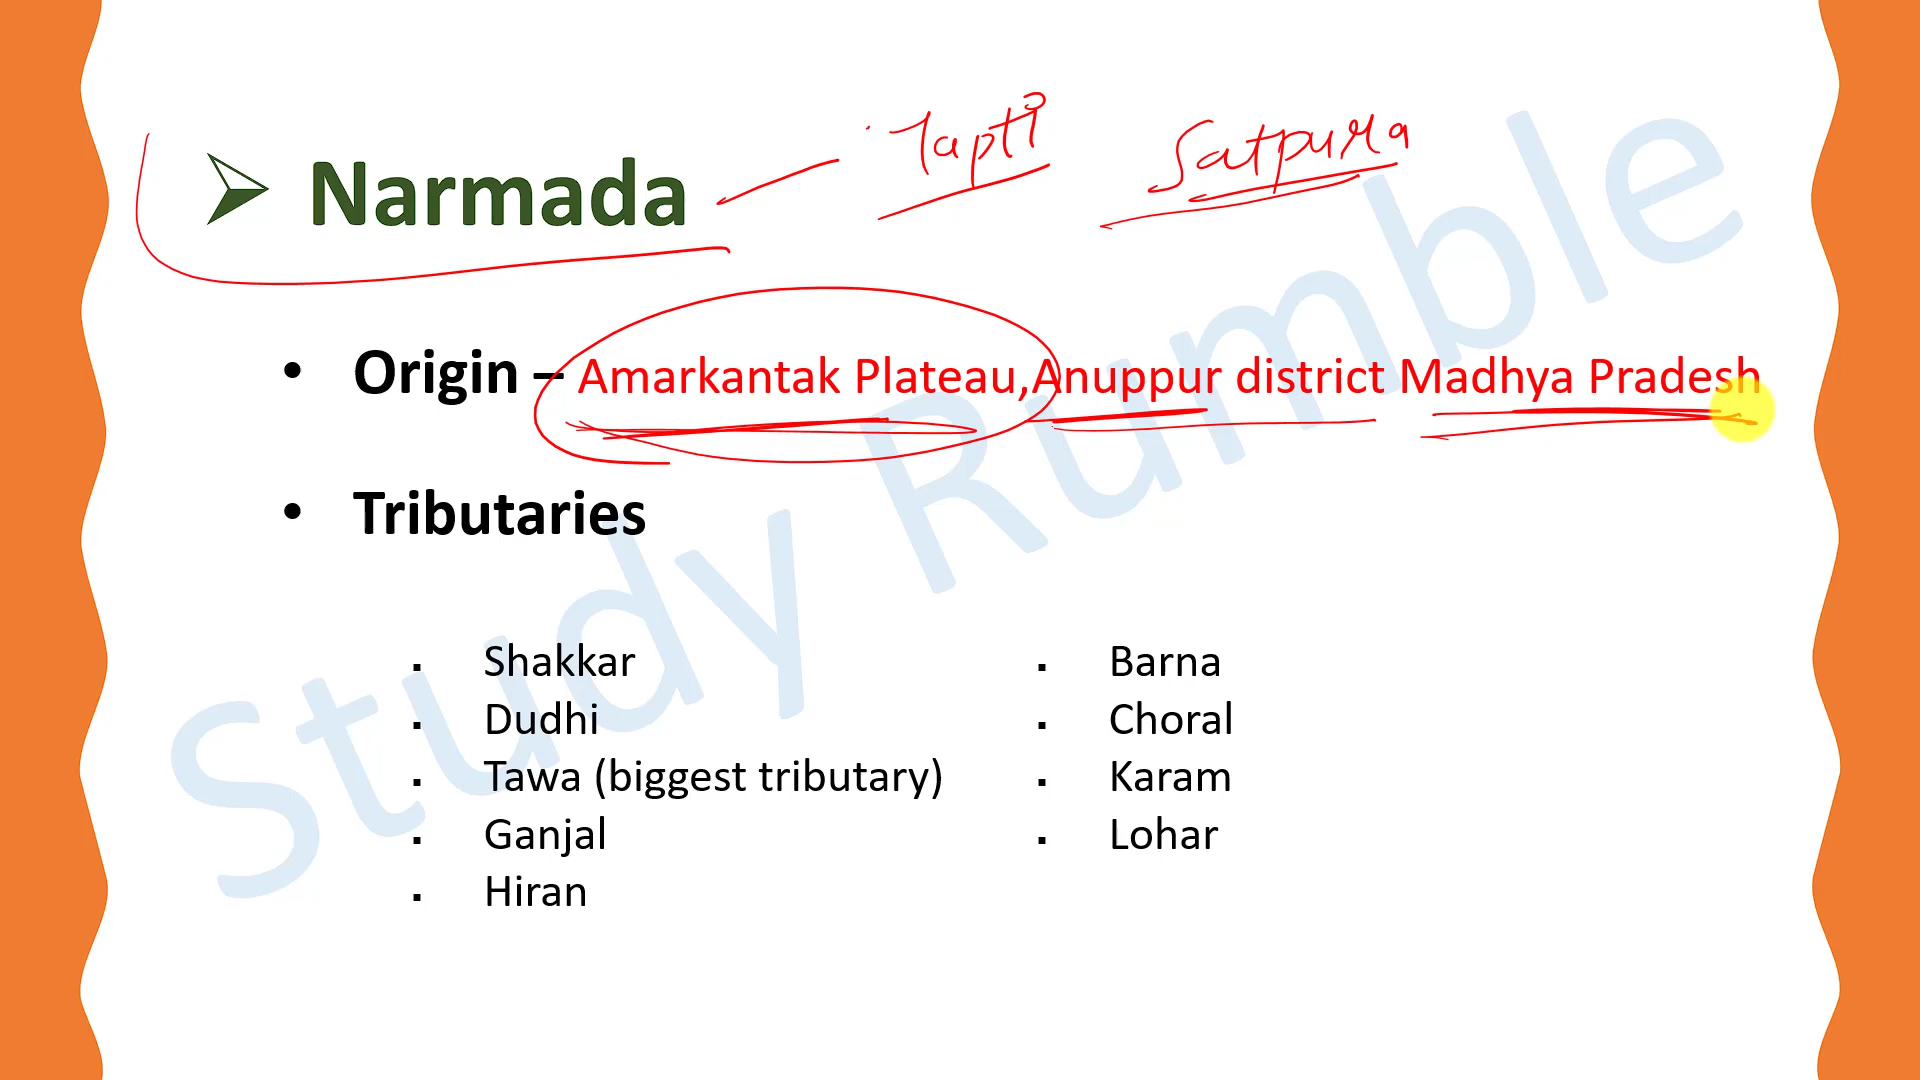 Tapti Satpura
Narmada
• Origin – Amarkantak Plateau,Anuppur district Madhya Pradesh
• Tributaries
▪ Shakkar
▪ Dudhi
▪ Tawa (biggest tributary)
▪ Ganjal
▪ Hiran
▪ Barna
▪ Choral
▪ Karam
▪ Lohar
Study Rumble